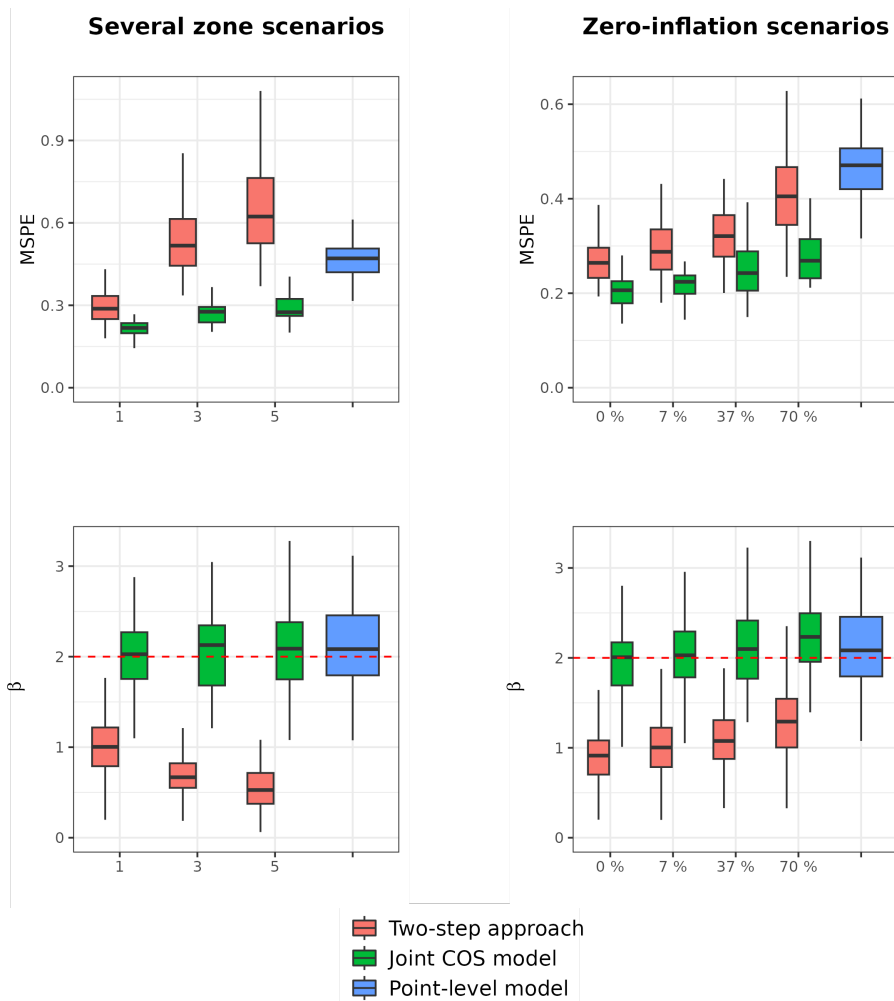 Several zone scenarios
Zero-inflation scenarios
MSPE
0.9
0.6
0.3
0.0
1 3 5
MSPE
0.6
0.4
0.2
0.0
0 % 7 % 37 % 70 %
β
3
2
1
0
1 3 5
β
3
2
1
0
0 % 7 % 37 % 70 %
Two-step approach
Joint COS model
Point-level model